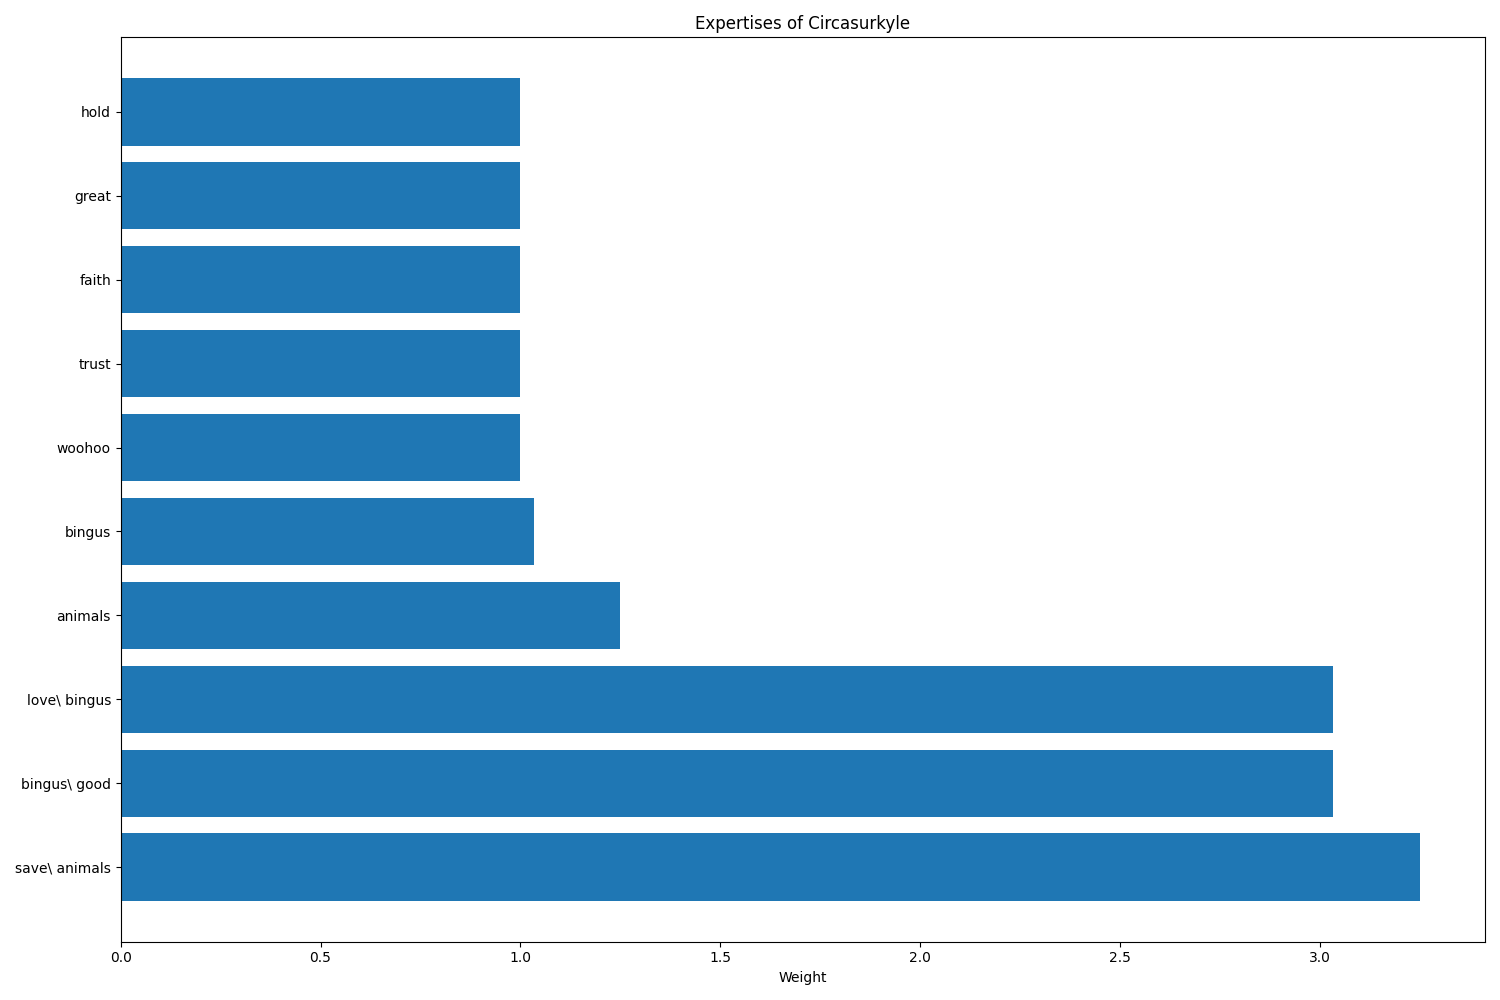 Expertises of Circasurkyle
hold
great
faith
trust
woohoo
bingus
animals
love\ bingus
bingus\ good
save\ animals
0.0 0.5 1.0 1.5 2.0 2.5 3.0
Weight